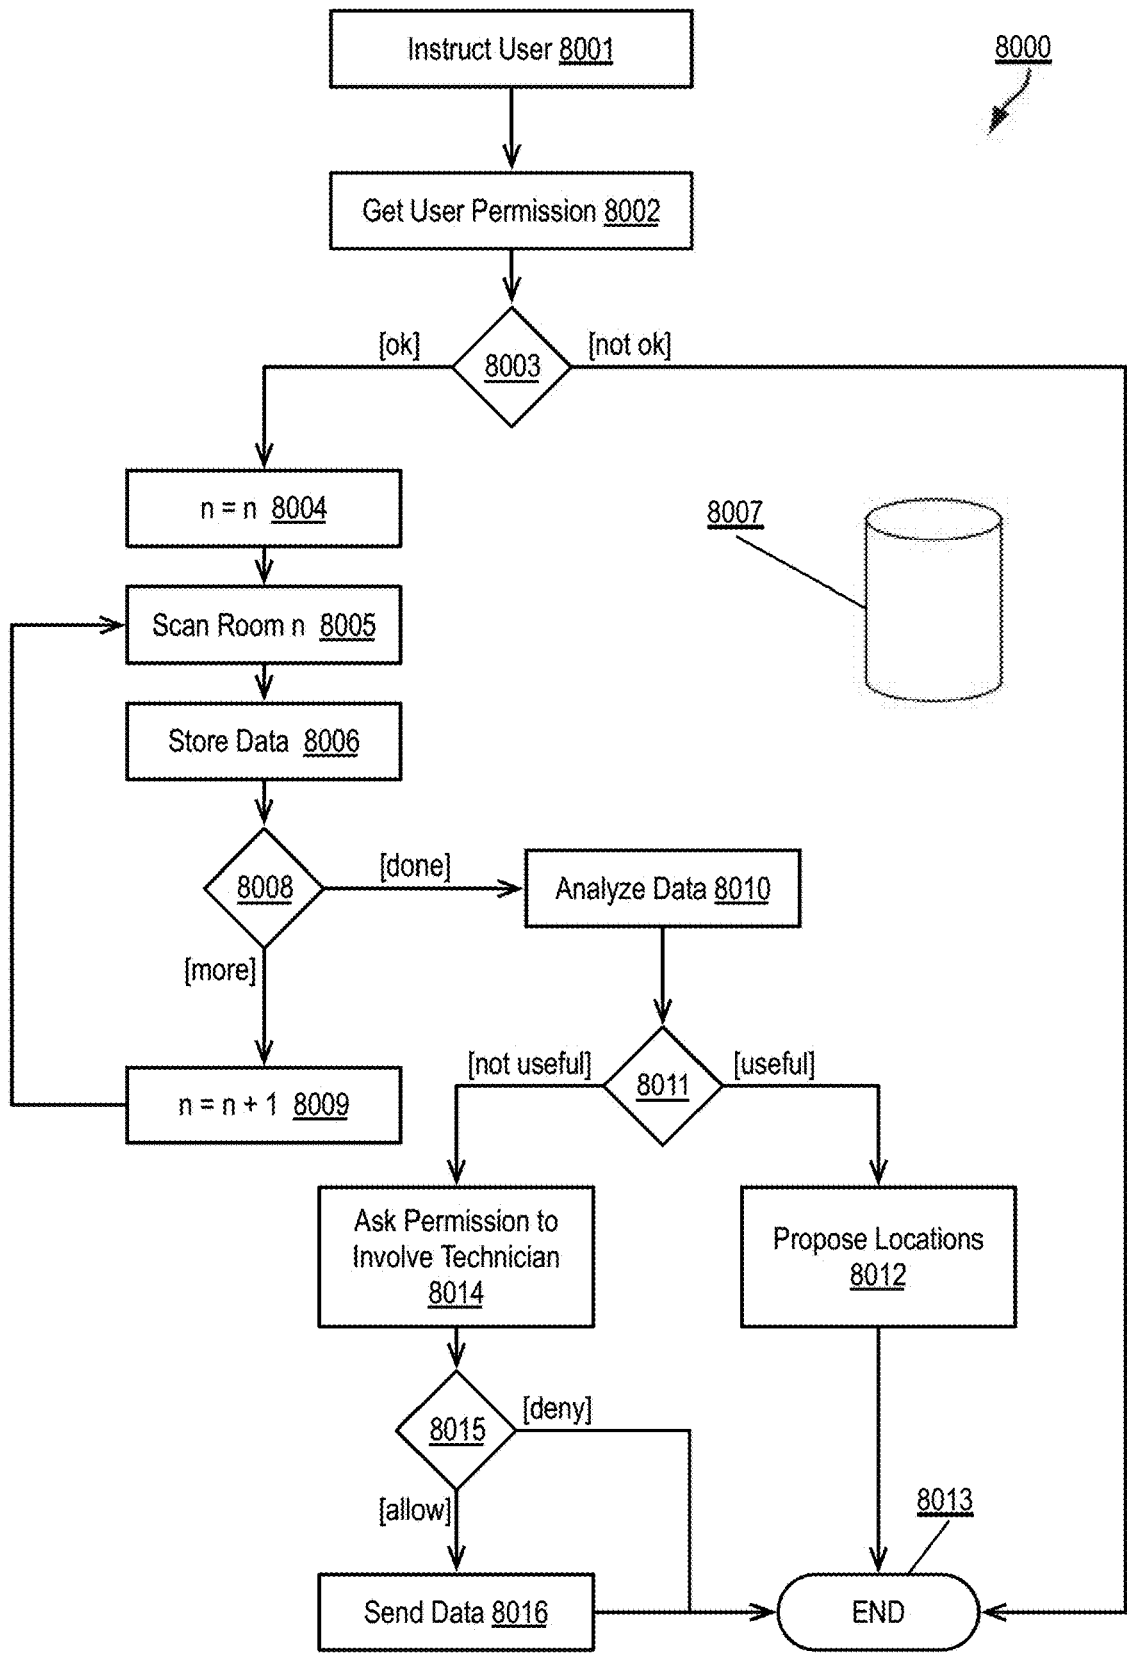 Instruct User 8001
8000
Get User Permission 8002
[ok]
[not ok]
8003
n = n 8004
8007
Scan Room n 8005
Store Data 8006
8008
[done]
Analyze Data 8010
[more]
[not useful]
[useful]
8011
n = n + 1 8009
Ask Permission to
Involve Technician
8014
Propose Locations
8012
[deny]
8015
[allow]
8013
Send Data 8016
END